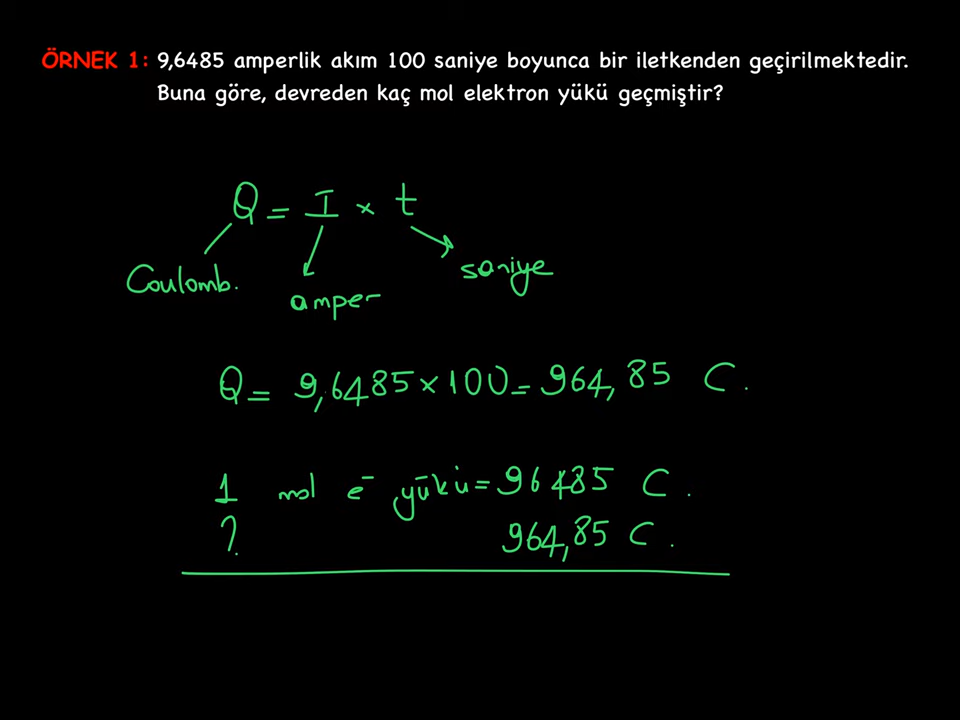 ÖRNEK 1: 9,6485 amperlik akım 100 saniye boyunca bir iletkenden geçirilmektedir.
Buna göre, devreden kaç mol elektron yükü geçmiştir?
Q = I × t
Coulomb.
amper
saniye
Q = 9,6485 × 100 = 964,85 C.
1 mol e⁻ yükü = 96485 C.
? 964,85 C.